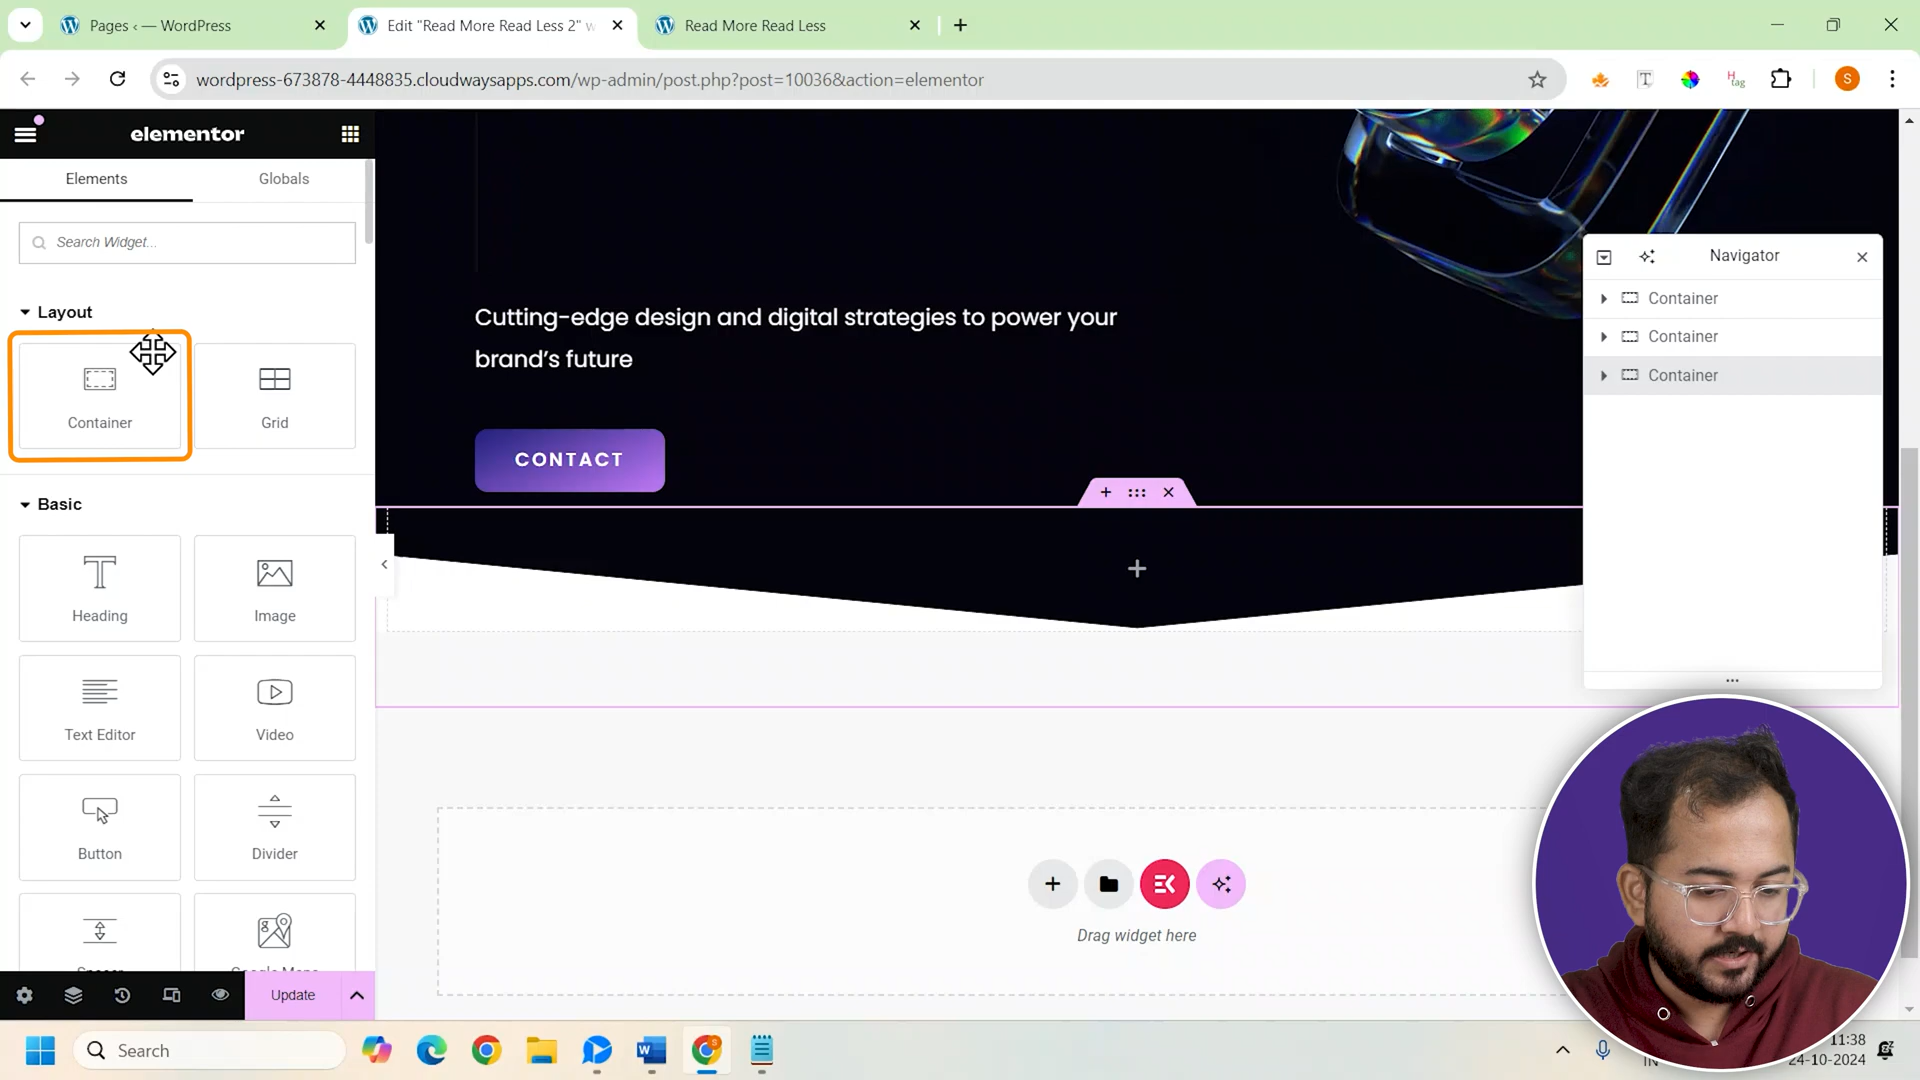 Pages ‹ — WordPress
Edit "Read More Read Less 2" w
Read More Read Less
wordpress-673878-4448835.cloudwaysapps.com/wp-admin/post.php?post=10036&action=elementor
T
H
tag
S
elementor
Elements
Globals
Search Widget...
Layout
Container
Grid
Basic
Heading
Image
Text Editor
Video
Button
Divider
Update
Cutting-edge design and digital strategies to power your
brand's future
CONTACT
Drag widget here
Navigator
Container
Container
Container
Search
11:38
IN
24-10-2024